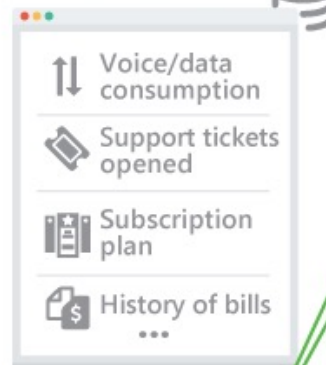 Voice/data
consumption
Support tickets
opened
Subscription
plan
History of bills
...